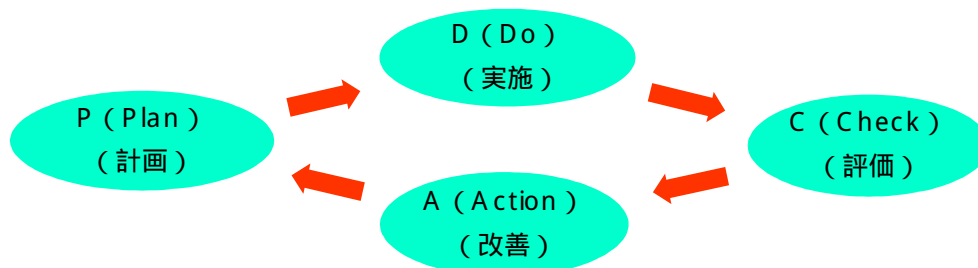 D（Do）
（実施）
P（Plan）
（計画）
C（Check）
（評価）
A（Action）
（改善）